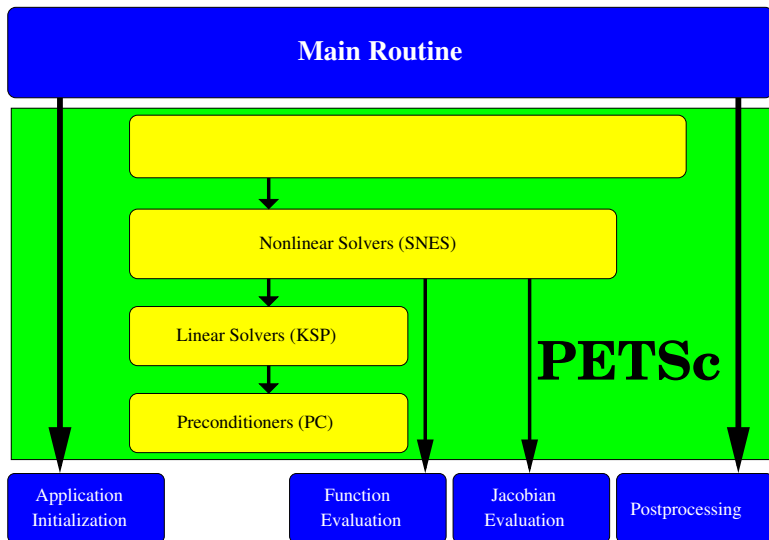 Main Routine
Nonlinear Solvers (SNES)
Linear Solvers (KSP)
PETSc
Preconditioners (PC)
Application
Initialization
Function
Evaluation
Jacobian
Evaluation
Postprocessing